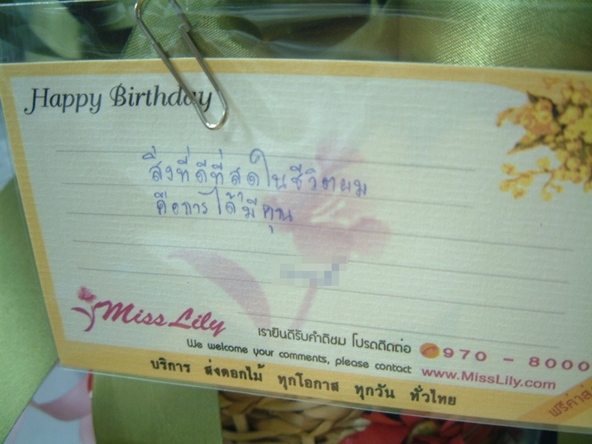 Happy Birthday
สิ่งที่ดีที่สุดในชีวิตผม
คือการได้มีคุณ
Miss Lily
เรายินดีรับคำติชม โปรดติดต่อ 970 - 8000
We welcome your comments, please contact www.MissLily.com
บริการ ส่งดอกไม้ ทุกโอกาส ทุกวัน ทั่วไทย